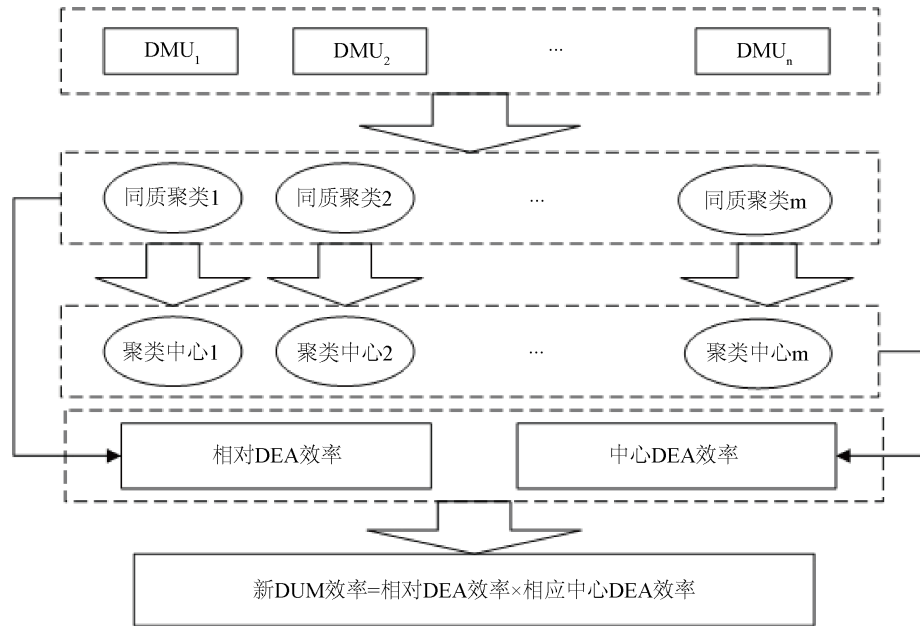 DMU1 DMU2 ... DMUn
同质聚类1 同质聚类2 ... 同质聚类m
聚类中心1 聚类中心2 ... 聚类中心m
相对DEA效率 中心DEA效率
新DUM效率=相对DEA效率×相应中心DEA效率